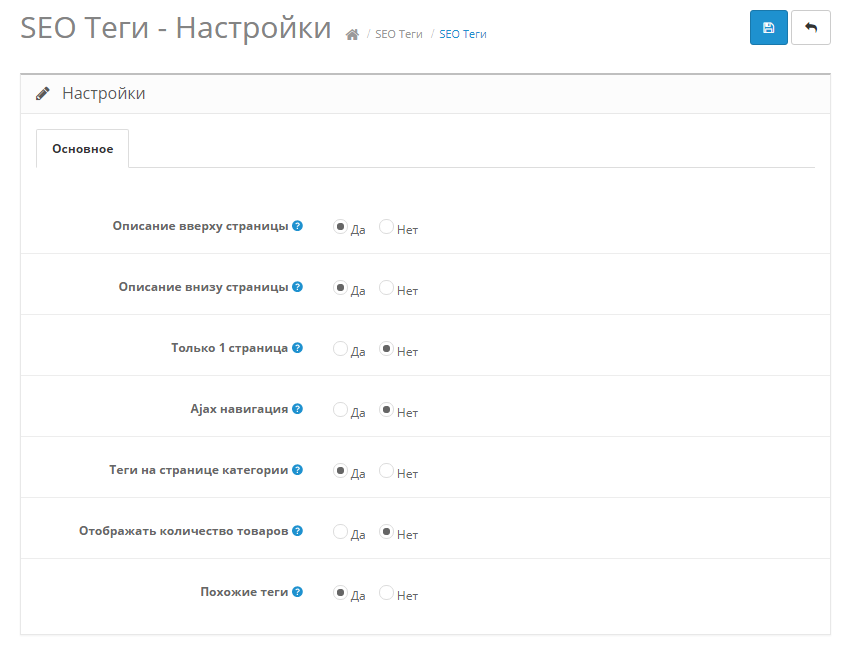 SEO Теги - Настройки / SEO Теги / SEO Теги
Настройки
Основное
Описание вверху страницы ? Да Нет
Описание внизу страницы ? Да Нет
Только 1 страница ? Да Нет
Ajax навигация ? Да Нет
Теги на странице категории ? Да Нет
Отображать количество товаров ? Да Нет
Похожие теги ? Да Нет